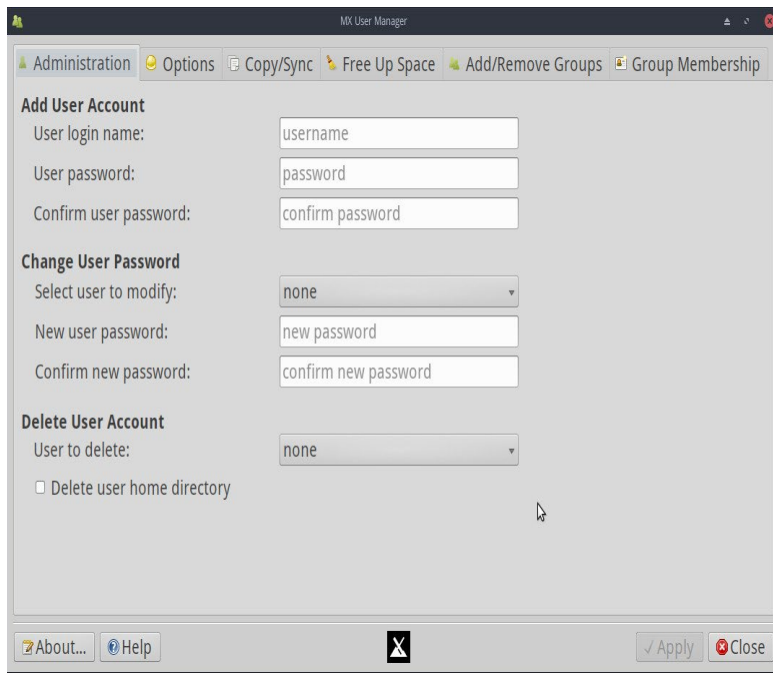 MX User Manager
Administration Options Copy/Sync Free Up Space Add/Remove Groups Group Membership
Add User Account
User login name: username
User password: password
Confirm user password: confirm password
Change User Password
Select user to modify: none
New user password: new password
Confirm new password: confirm new password
Delete User Account
User to delete: none
Delete user home directory
About... Help Apply Close